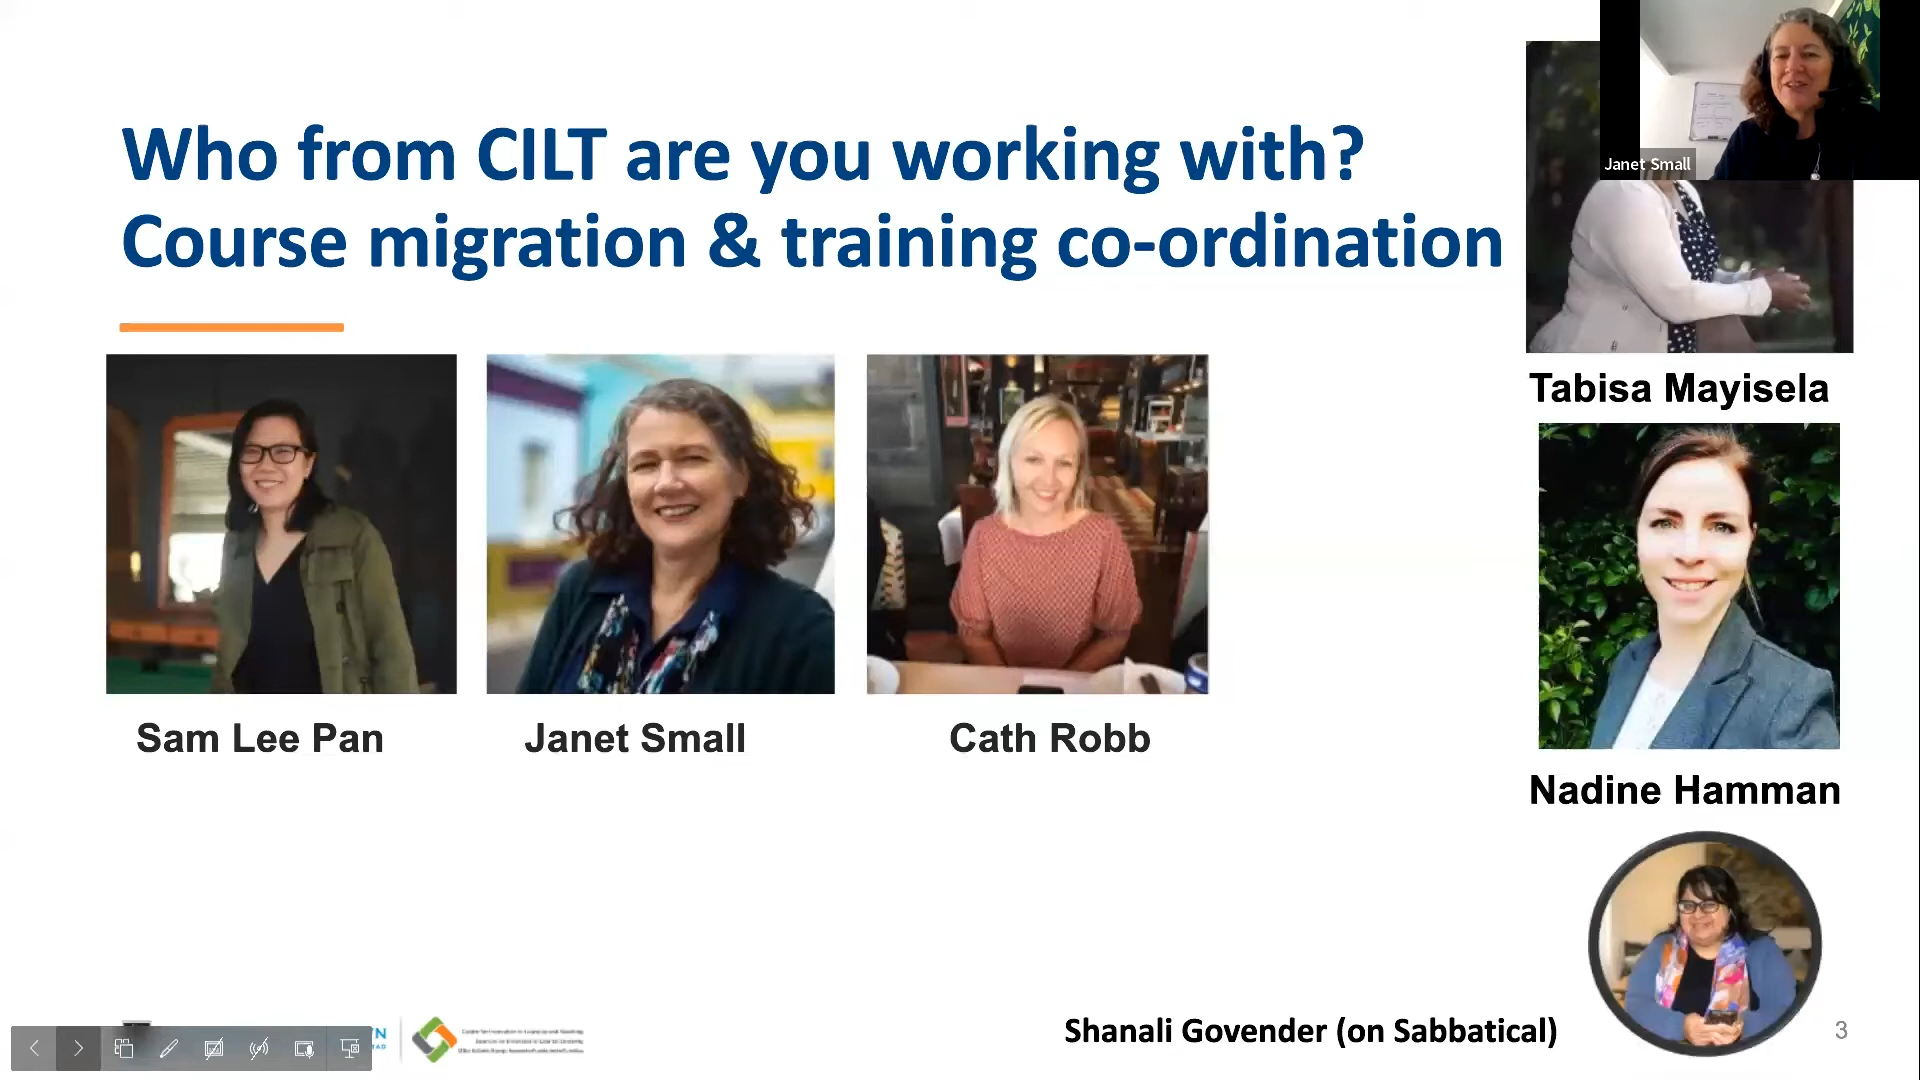 Who from CILT are you working with?
Course migration & training co-ordination
Janet Small
Tabisa Mayisela
Sam Lee Pan
Janet Small
Cath Robb
Nadine Hamman
Shanali Govender (on Sabbatical)
3